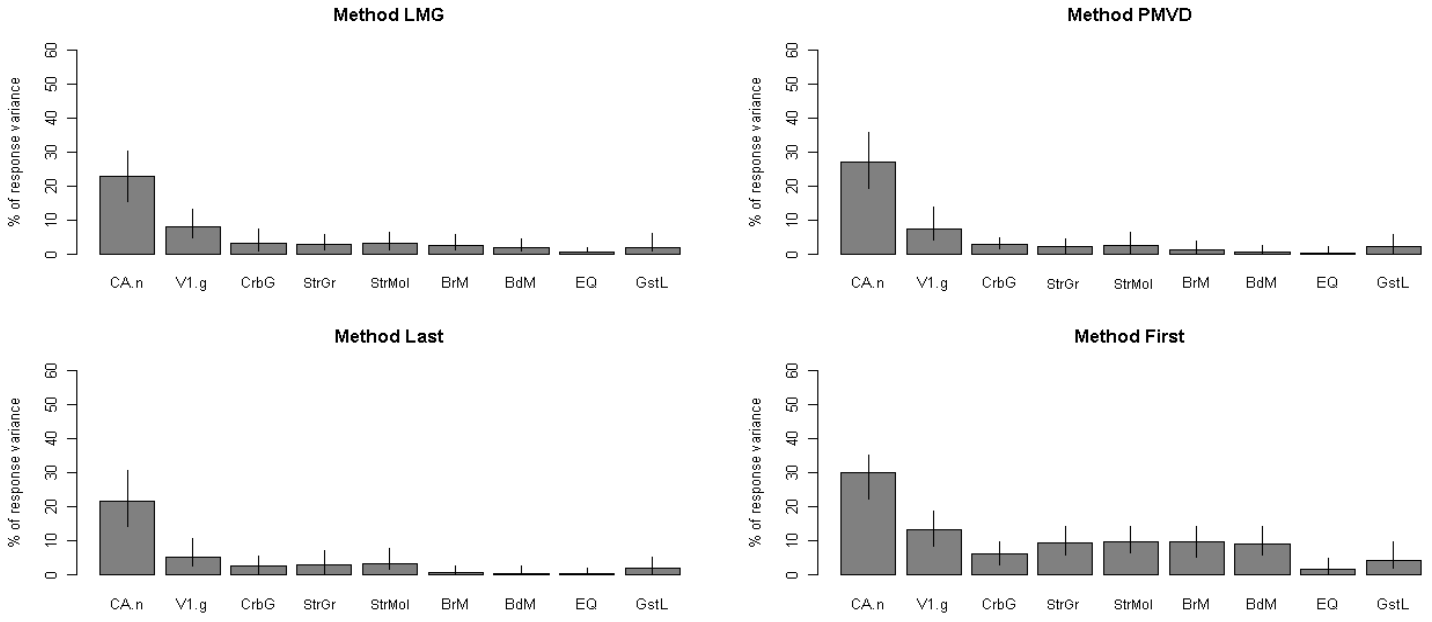 Method LMG
% of response variance
60
50
40
30
20
10
0
CA.n V1.g CrbG StrGr StrMol BrM BdM EQ GstL
Method PMVD
% of response variance
60
50
40
30
20
10
0
CA.n V1.g CrbG StrGr StrMol BrM BdM EQ GstL
Method Last
% of response variance
60
50
40
30
20
10
0
CA.n V1.g CrbG StrGr StrMol BrM BdM EQ GstL
Method First
% of response variance
60
50
40
30
20
10
0
CA.n V1.g CrbG StrGr StrMol BrM BdM EQ GstL